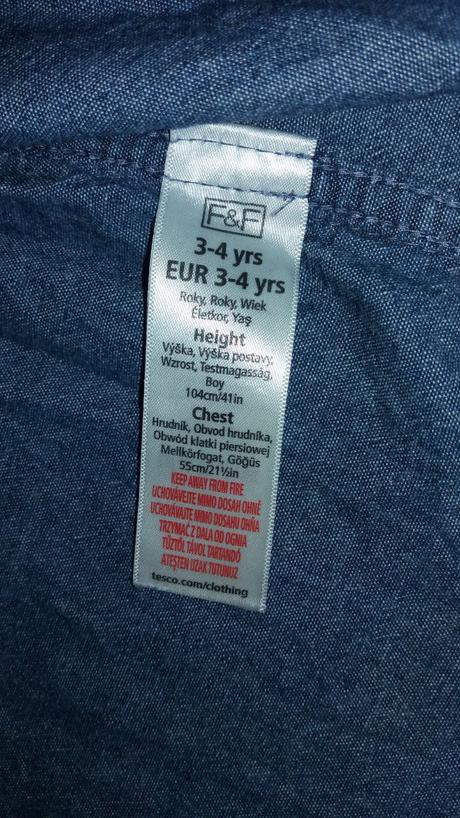 F&F
3-4 yrs
EUR 3-4 yrs
Roky, Roky, Wiek
Életkor, Yaş
Height
Výška, Výška postavy,
Wzrost, Testmagasság,
Boy
104cm/41in
Chest
Hrudník, Obvod hrudníka,
Obwód klatki piersiowej
Mellkörfogat, Göğüs
55cm/21½in
KEEP AWAY FROM FIRE
UCHOVÁVEJTE MIMO DOSAH OHNĚ
UCHOVÁVAJTE MIMO DOSAHU OHŇA
TRZYMAĆ Z DALA OD OGNIA
TŰZTŐL TÁVOL TARTANDÓ
ATEŞTEN UZAK TUTUNUZ
tesco.com/clothing